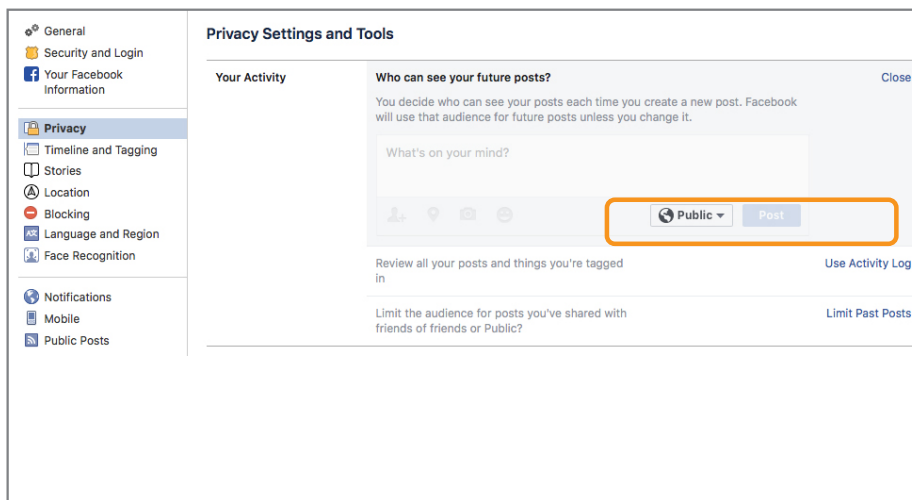 General
Security and Login
Your Facebook
Information
Privacy
Timeline and Tagging
Stories
Location
Blocking
Language and Region
Face Recognition
Notifications
Mobile
Public Posts
Privacy Settings and Tools
Your Activity
Who can see your future posts?
Close
You decide who can see your posts each time you create a new post. Facebook
will use that audience for future posts unless you change it.
What's on your mind?
Public
Post
Review all your posts and things you're tagged
in
Use Activity Log
Limit the audience for posts you've shared with
friends of friends or Public?
Limit Past Posts